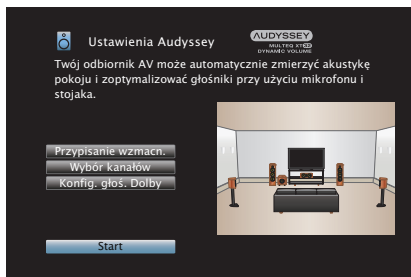 Ustawienia Audyssey
AUDYSSEY
MULTEQ XT32
DYNAMIC VOLUME
Twój odbiornik AV może automatycznie zmierzyć akustykę
pokoju i zoptymalizować głośniki przy użyciu mikrofonu i
stojaka.
Przypisanie wzmacn.
Wybór kanałów
Konfig. głoś. Dolby
Start